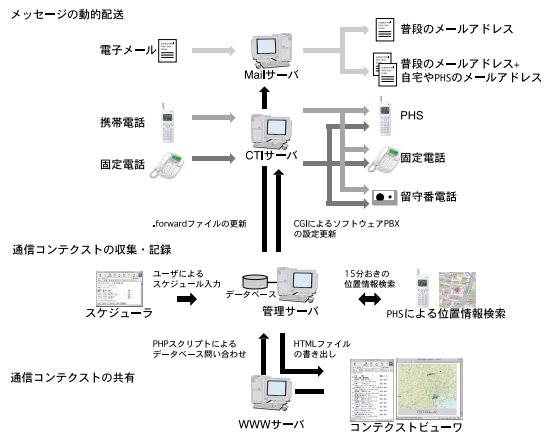 メッセージの動的配送
電子メール
Mailサーバ
普段のメールアドレス
普段のメールアドレス+
自宅やPHSのメールアドレス
携帯電話
CTIサーバ
PHS
固定電話
固定電話
留守番電話
.forwardファイルの更新
CGIによるソフトウェアPBX
の設定更新
通信コンテクストの収集・記録
ユーザによる
スケジュール入力
スケジューラ
データベース
管理サーバ
15分おきの
位置情報検索
PHSによる位置情報検索
PHPスクリプトによる
データベース問い合わせ
HTMLファイル
の書き出し
通信コンテクストの共有
WWWサーバ
コンテクストビューワ